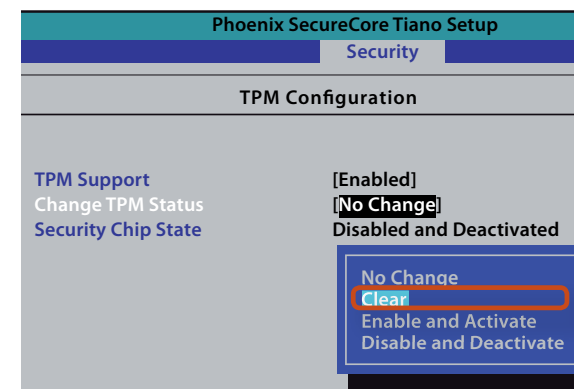 Phoenix SecureCore Tiano Setup
Security
TPM Configuration
TPM Support [Enabled]
Change TPM Status [No Change]
Security Chip State Disabled and Deactivated
No Change
Clear
Enable and Activate
Disable and Deactivate